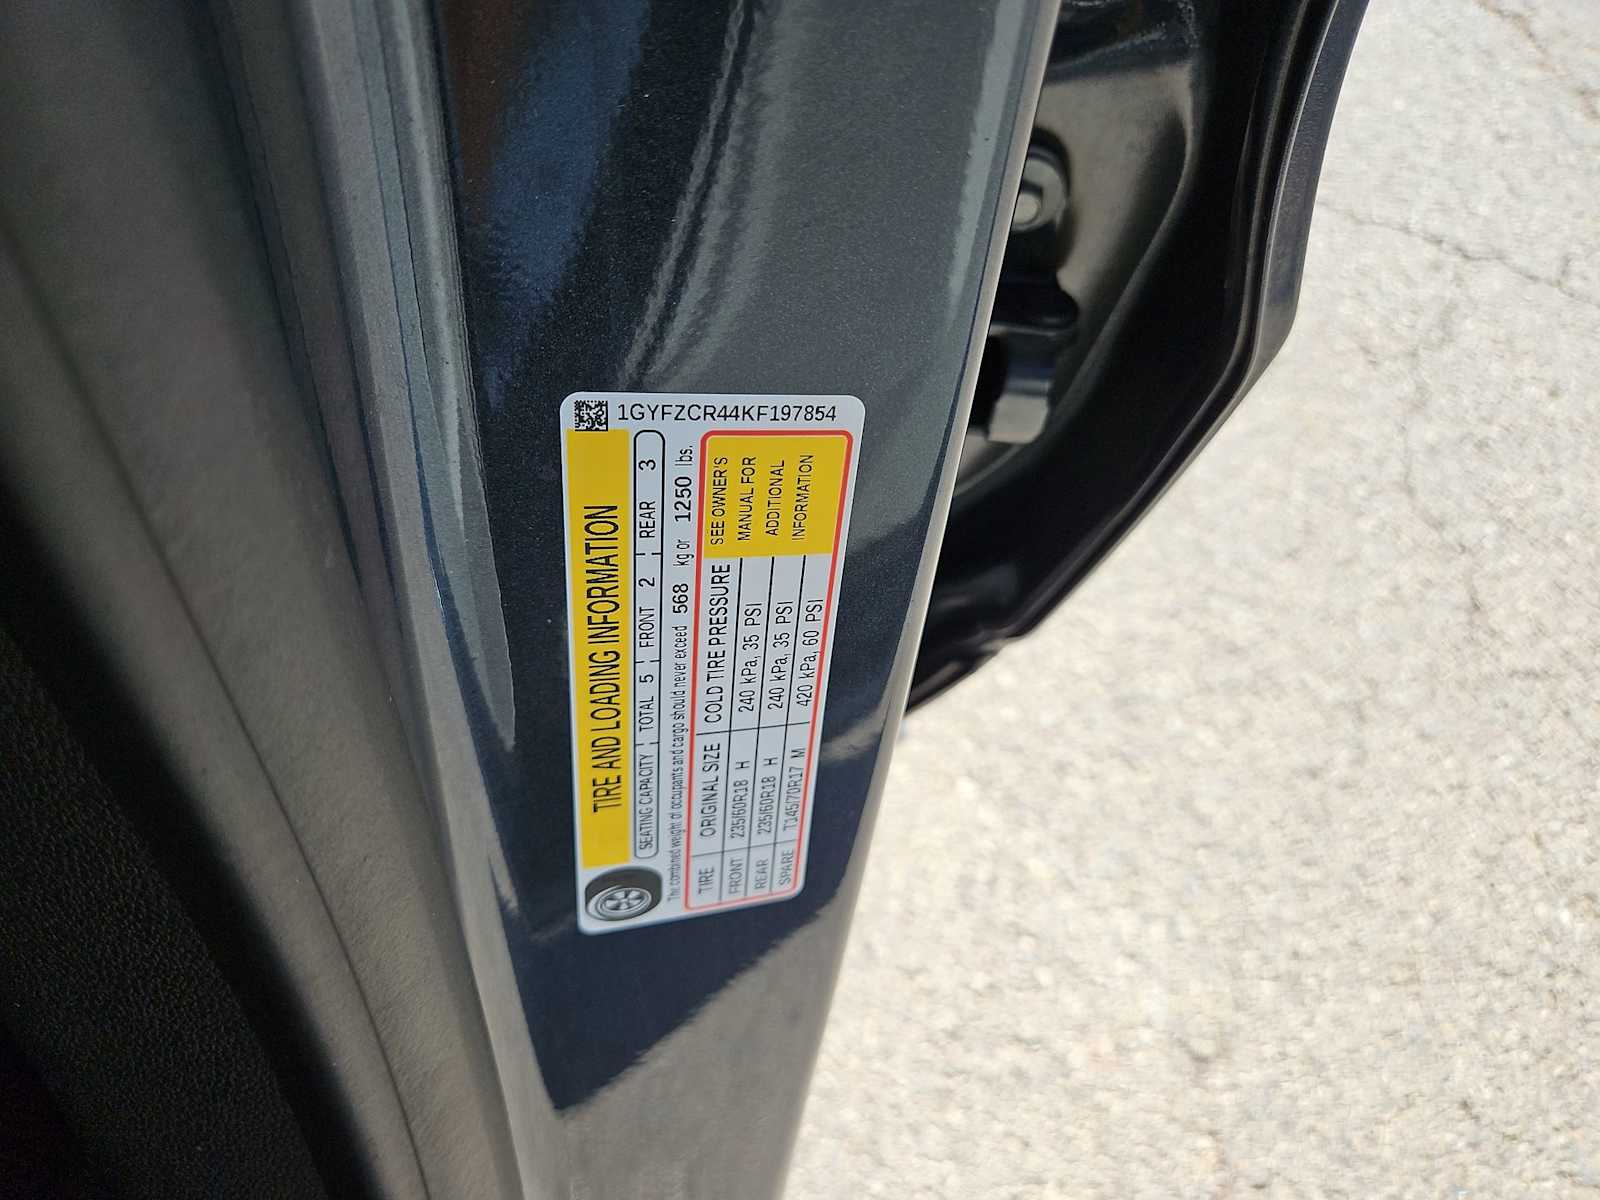 1GYFZCR44KF197854
TIRE AND LOADING INFORMATION
SEATING CAPACITY TOTAL 5 FRONT 2 REAR 3
The combined weight of occupants and cargo should never exceed 568 kg or 1250 lbs.
TIRE ORIGINAL SIZE COLD TIRE PRESSURE
FRONT 235/60R18 H 240 kPa, 35 PSI
REAR 235/60R18 H 240 kPa, 35 PSI
SPARE T145/70R17 M 420 kPa, 60 PSI
SEE OWNER'S
MANUAL FOR
ADDITIONAL
INFORMATION